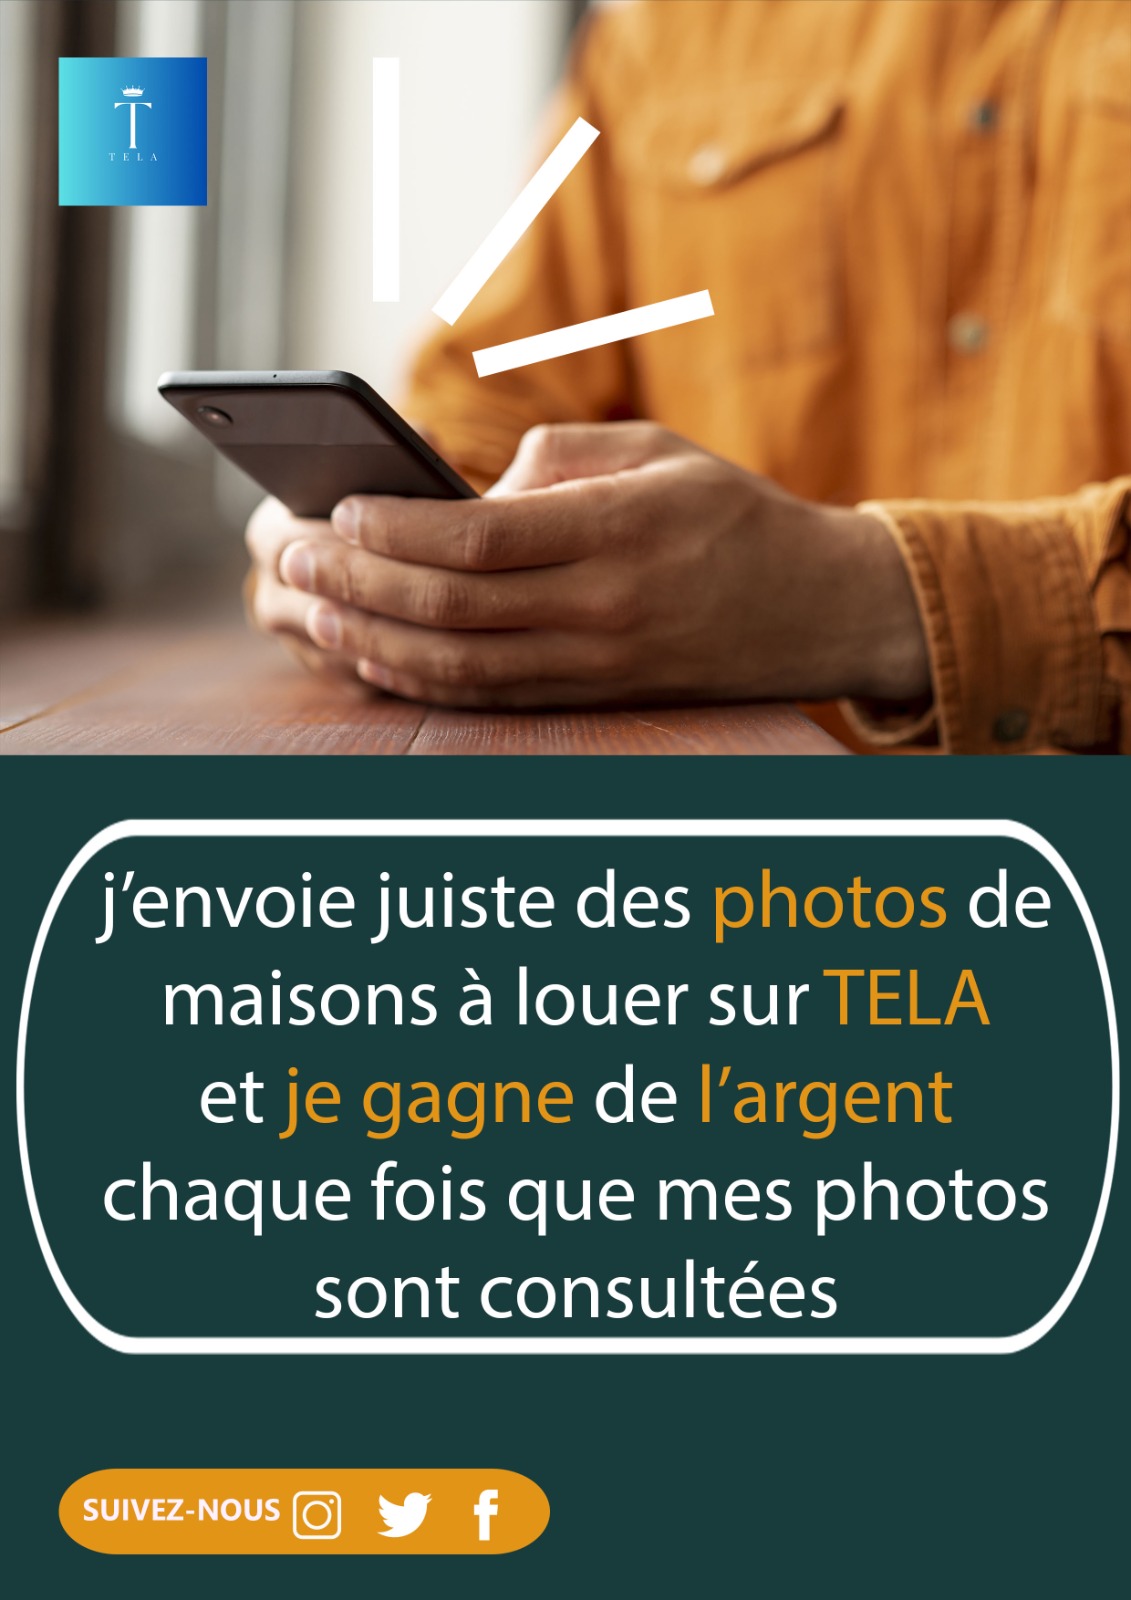 T
TELA
j’envoie juiste des photos de
maisons à louer sur TELA
et je gagne de l’argent
chaque fois que mes photos
sont consultées
SUIVEZ-NOUS